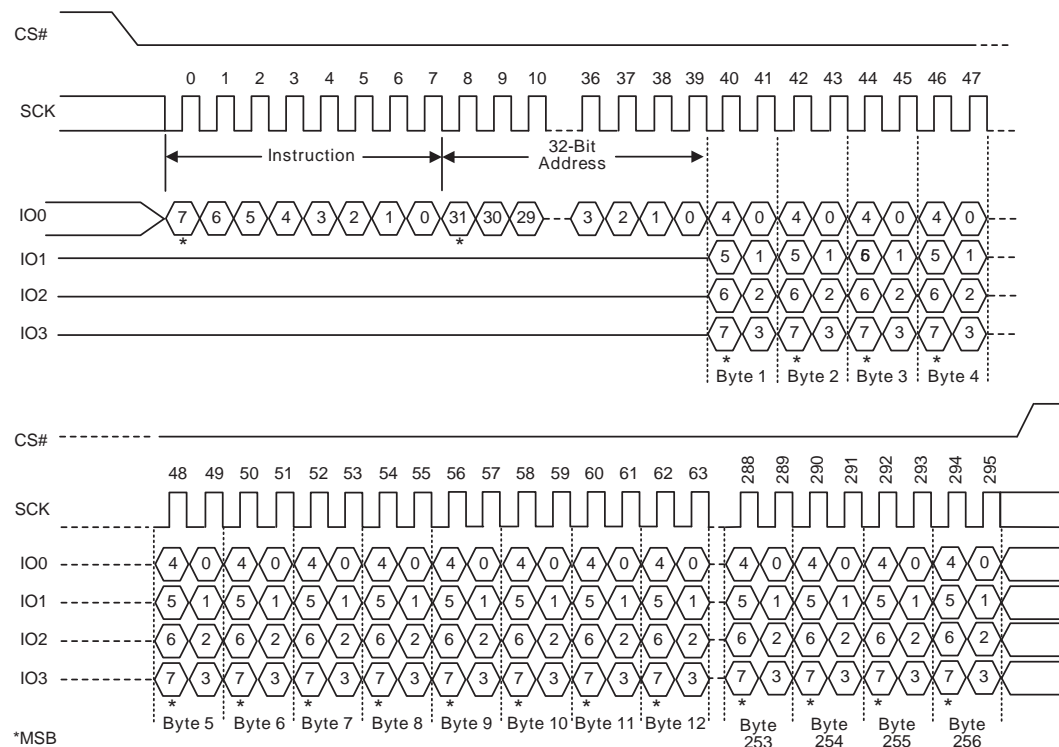 CS#
0 1 2 3 4 5 6 7 8 9 10 36 37 38 39 40 41 42 43 44 45 46 47
SCK
Instruction
32-Bit
Address
IO0 7 6 5 4 3 2 1 0 31 30 29 3 2 1 0 4 0 4 0 4 0 4 0
* *
IO1 5 1 5 1 6 1 5 1
IO2 6 2 6 2 6 2 6 2
IO3 7 3 7 3 7 3 7 3
* * * *
Byte 1 Byte 2 Byte 3 Byte 4
CS#
48 49 50 51 52 53 54 55 56 57 58 59 60 61 62 63 288 289 290 291 292 293 294 295
SCK
IO0 4 0 4 0 4 0 4 0 4 0 4 0 4 0 4 0 4 0 4 0 4 0 4 0
IO1 5 1 5 1 5 1 5 1 5 1 5 1 5 1 5 1 5 1 5 1 5 1 5 1
IO2 6 2 6 2 6 2 6 2 6 2 6 2 6 2 6 2 6 2 6 2 6 2 6 2
IO3 7 3 7 3 7 3 7 3 7 3 7 3 7 3 7 3 7 3 7 3 7 3 7 3
* * * * * * * * * * * *
Byte 5 Byte 6 Byte 7 Byte 8 Byte 9 Byte 10 Byte 11 Byte 12 Byte Byte Byte Byte
*MSB 253 254 255 256